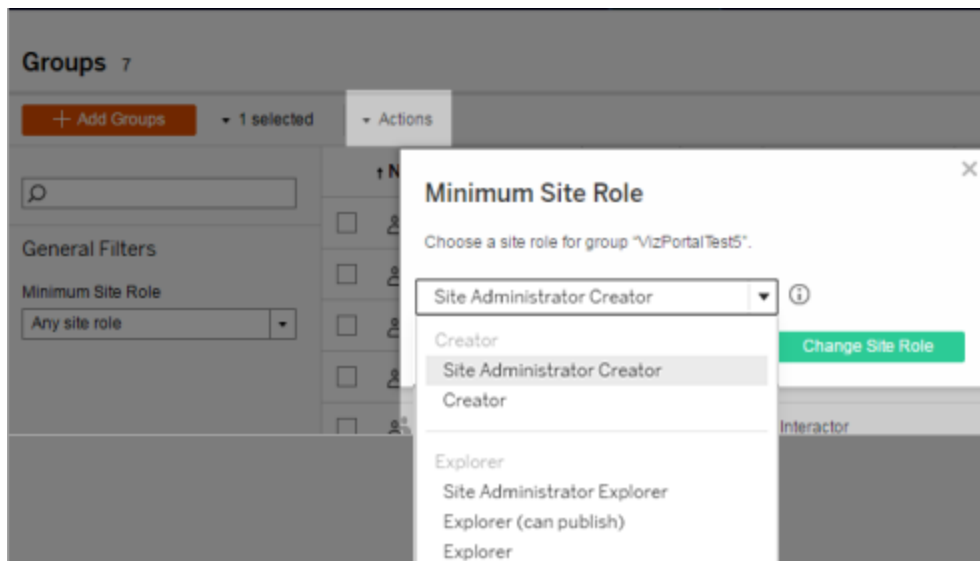 Groups 7
+ Add Groups
1 selected
Actions
↑ N
General Filters
Minimum Site Role
Any site role
Minimum Site Role
Choose a site role for group "VizPortalTest5".
Site Administrator Creator
Change Site Role
Creator
Site Administrator Creator
Creator
Explorer
Site Administrator Explorer
Explorer (can publish)
Explorer
Interactor